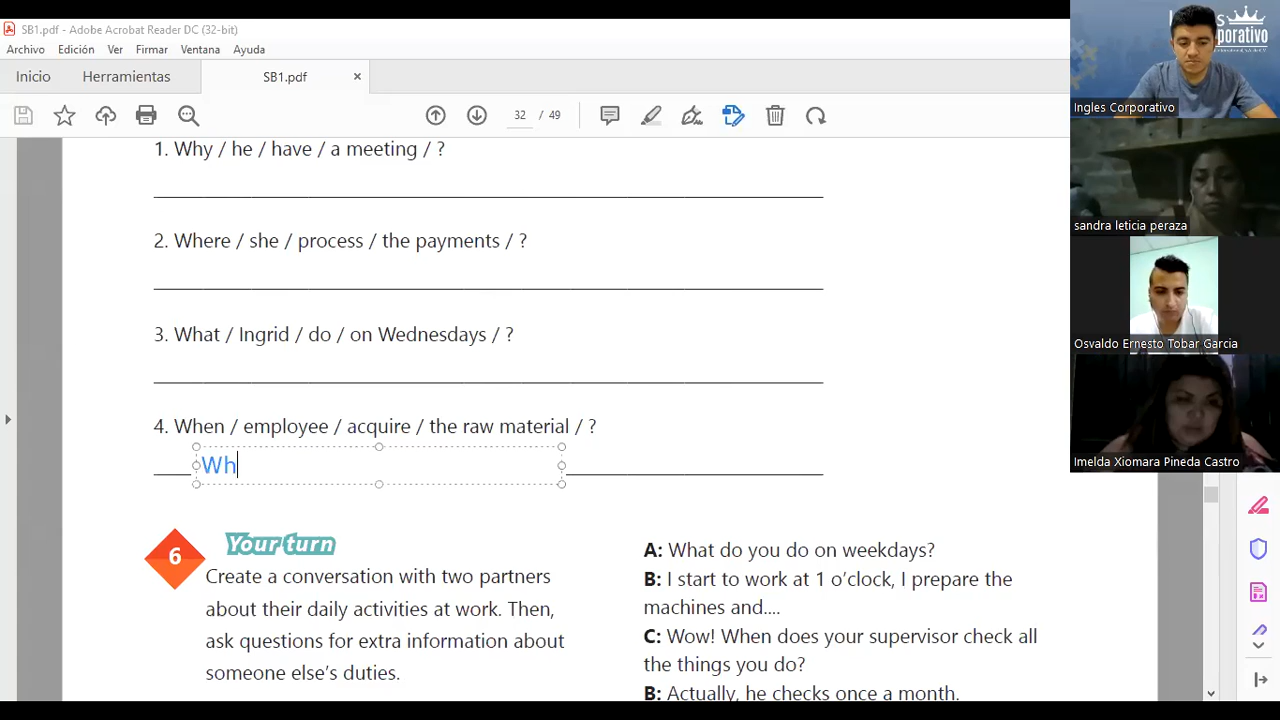 SB1.pdf - Adobe Acrobat Reader DC (32-bit)
Archivo Edición Ver Firmar Ventana Ayuda
Inicio Herramientas SB1.pdf ×
32 / 49
1. Why / he / have / a meeting / ?
2. Where / she / process / the payments / ?
3. What / Ingrid / do / on Wednesdays / ?
4. When / employee / acquire / the raw material / ?
Wh
6 Your turn
Create a conversation with two partners
about their daily activities at work. Then,
ask questions for extra information about
someone else's duties.
A: What do you do on weekdays?
B: I start to work at 1 o'clock, I prepare the
machines and....
C: Wow! When does your supervisor check all
the things you do?
B: Actually, he checks once a month.
Ingles Corporativo
sandra leticia peraza
Osvaldo Ernesto Tobar Garcia
Imelda Xiomara Pineda Castro